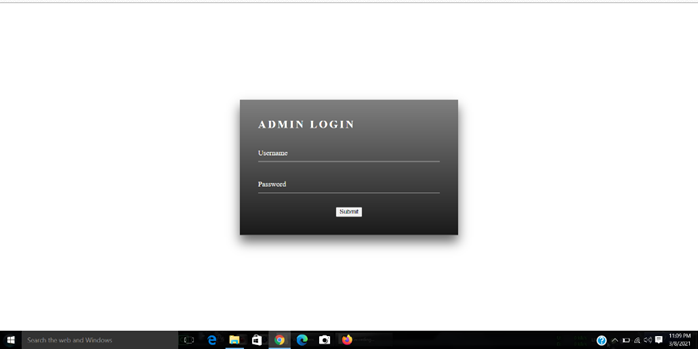 ADMIN LOGIN
Username
Password
Submit
Search the web and Windows
11:09 PM
3/8/2021